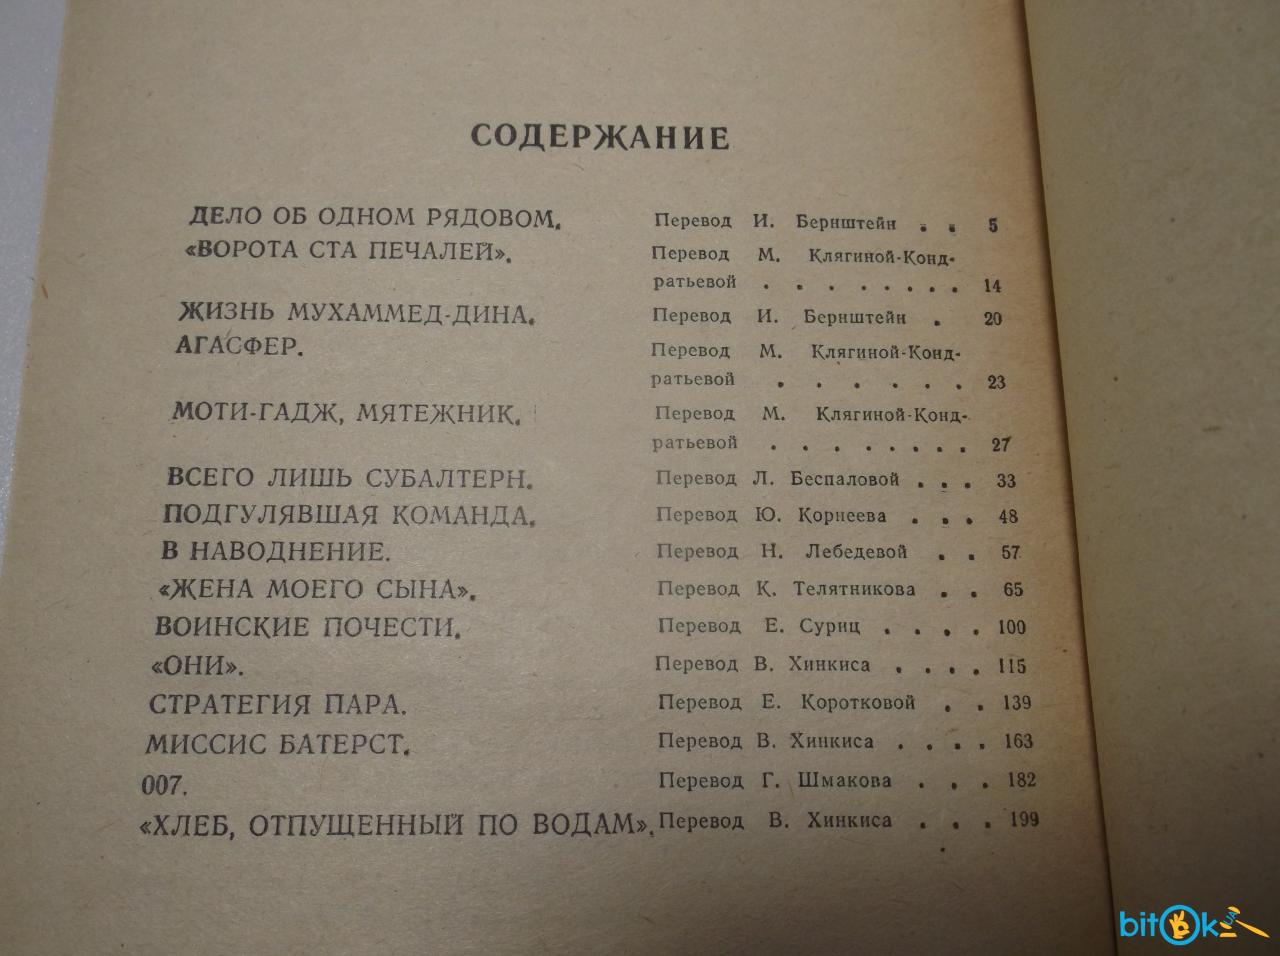 СОДЕРЖАНИЕ
ДЕЛО ОБ ОДНОМ РЯДОВОМ. Перевод И. Бернштейн . . 5
«ВОРОТА СТА ПЕЧАЛЕЙ». Перевод М. Клягиной-Конд-
ратьевой . . . . . . . . 14
ЖИЗНЬ МУХАММЕД-ДИНА. Перевод И. Бернштейн . 20
АГАСФЕР. Перевод М. Клягиной-Конд-
ратьевой . . . . . . 23
МОТИ-ГАДЖ, МЯТЕЖНИК. Перевод М. Клягиной-Конд-
ратьевой . . . . . . . . 27
ВСЕГО ЛИШЬ СУБАЛТЕРН. Перевод Л. Беспаловой . . . 33
ПОДГУЛЯВШАЯ КОМАНДА. Перевод Ю. Корнеева . . . 48
В НАВОДНЕНИЕ. Перевод Н. Лебедевой . . 57
«ЖЕНА МОЕГО СЫНА». Перевод К. Телятникова . . 65
ВОИНСКИЕ ПОЧЕСТИ. Перевод Е. Суриц . . . . 100
«ОНИ». Перевод В. Хинкиса . . . . 115
СТРАТЕГИЯ ПАРА. Перевод Е. Коротковой . . 139
МИССИС БАТЕРСТ. Перевод В. Хинкиса . . . . 163
007. Перевод Г. Шмакова . . . 182
«ХЛЕБ, ОТПУЩЕННЫЙ ПО ВОДАМ». Перевод В. Хинкиса . . . 199
bitOk UA